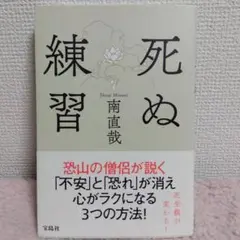 死ぬ
練習
南直哉
恐山の僧侶が説く
「不安」と「恐れ」が消え
心がラクになる
3つの方法!
宝島社